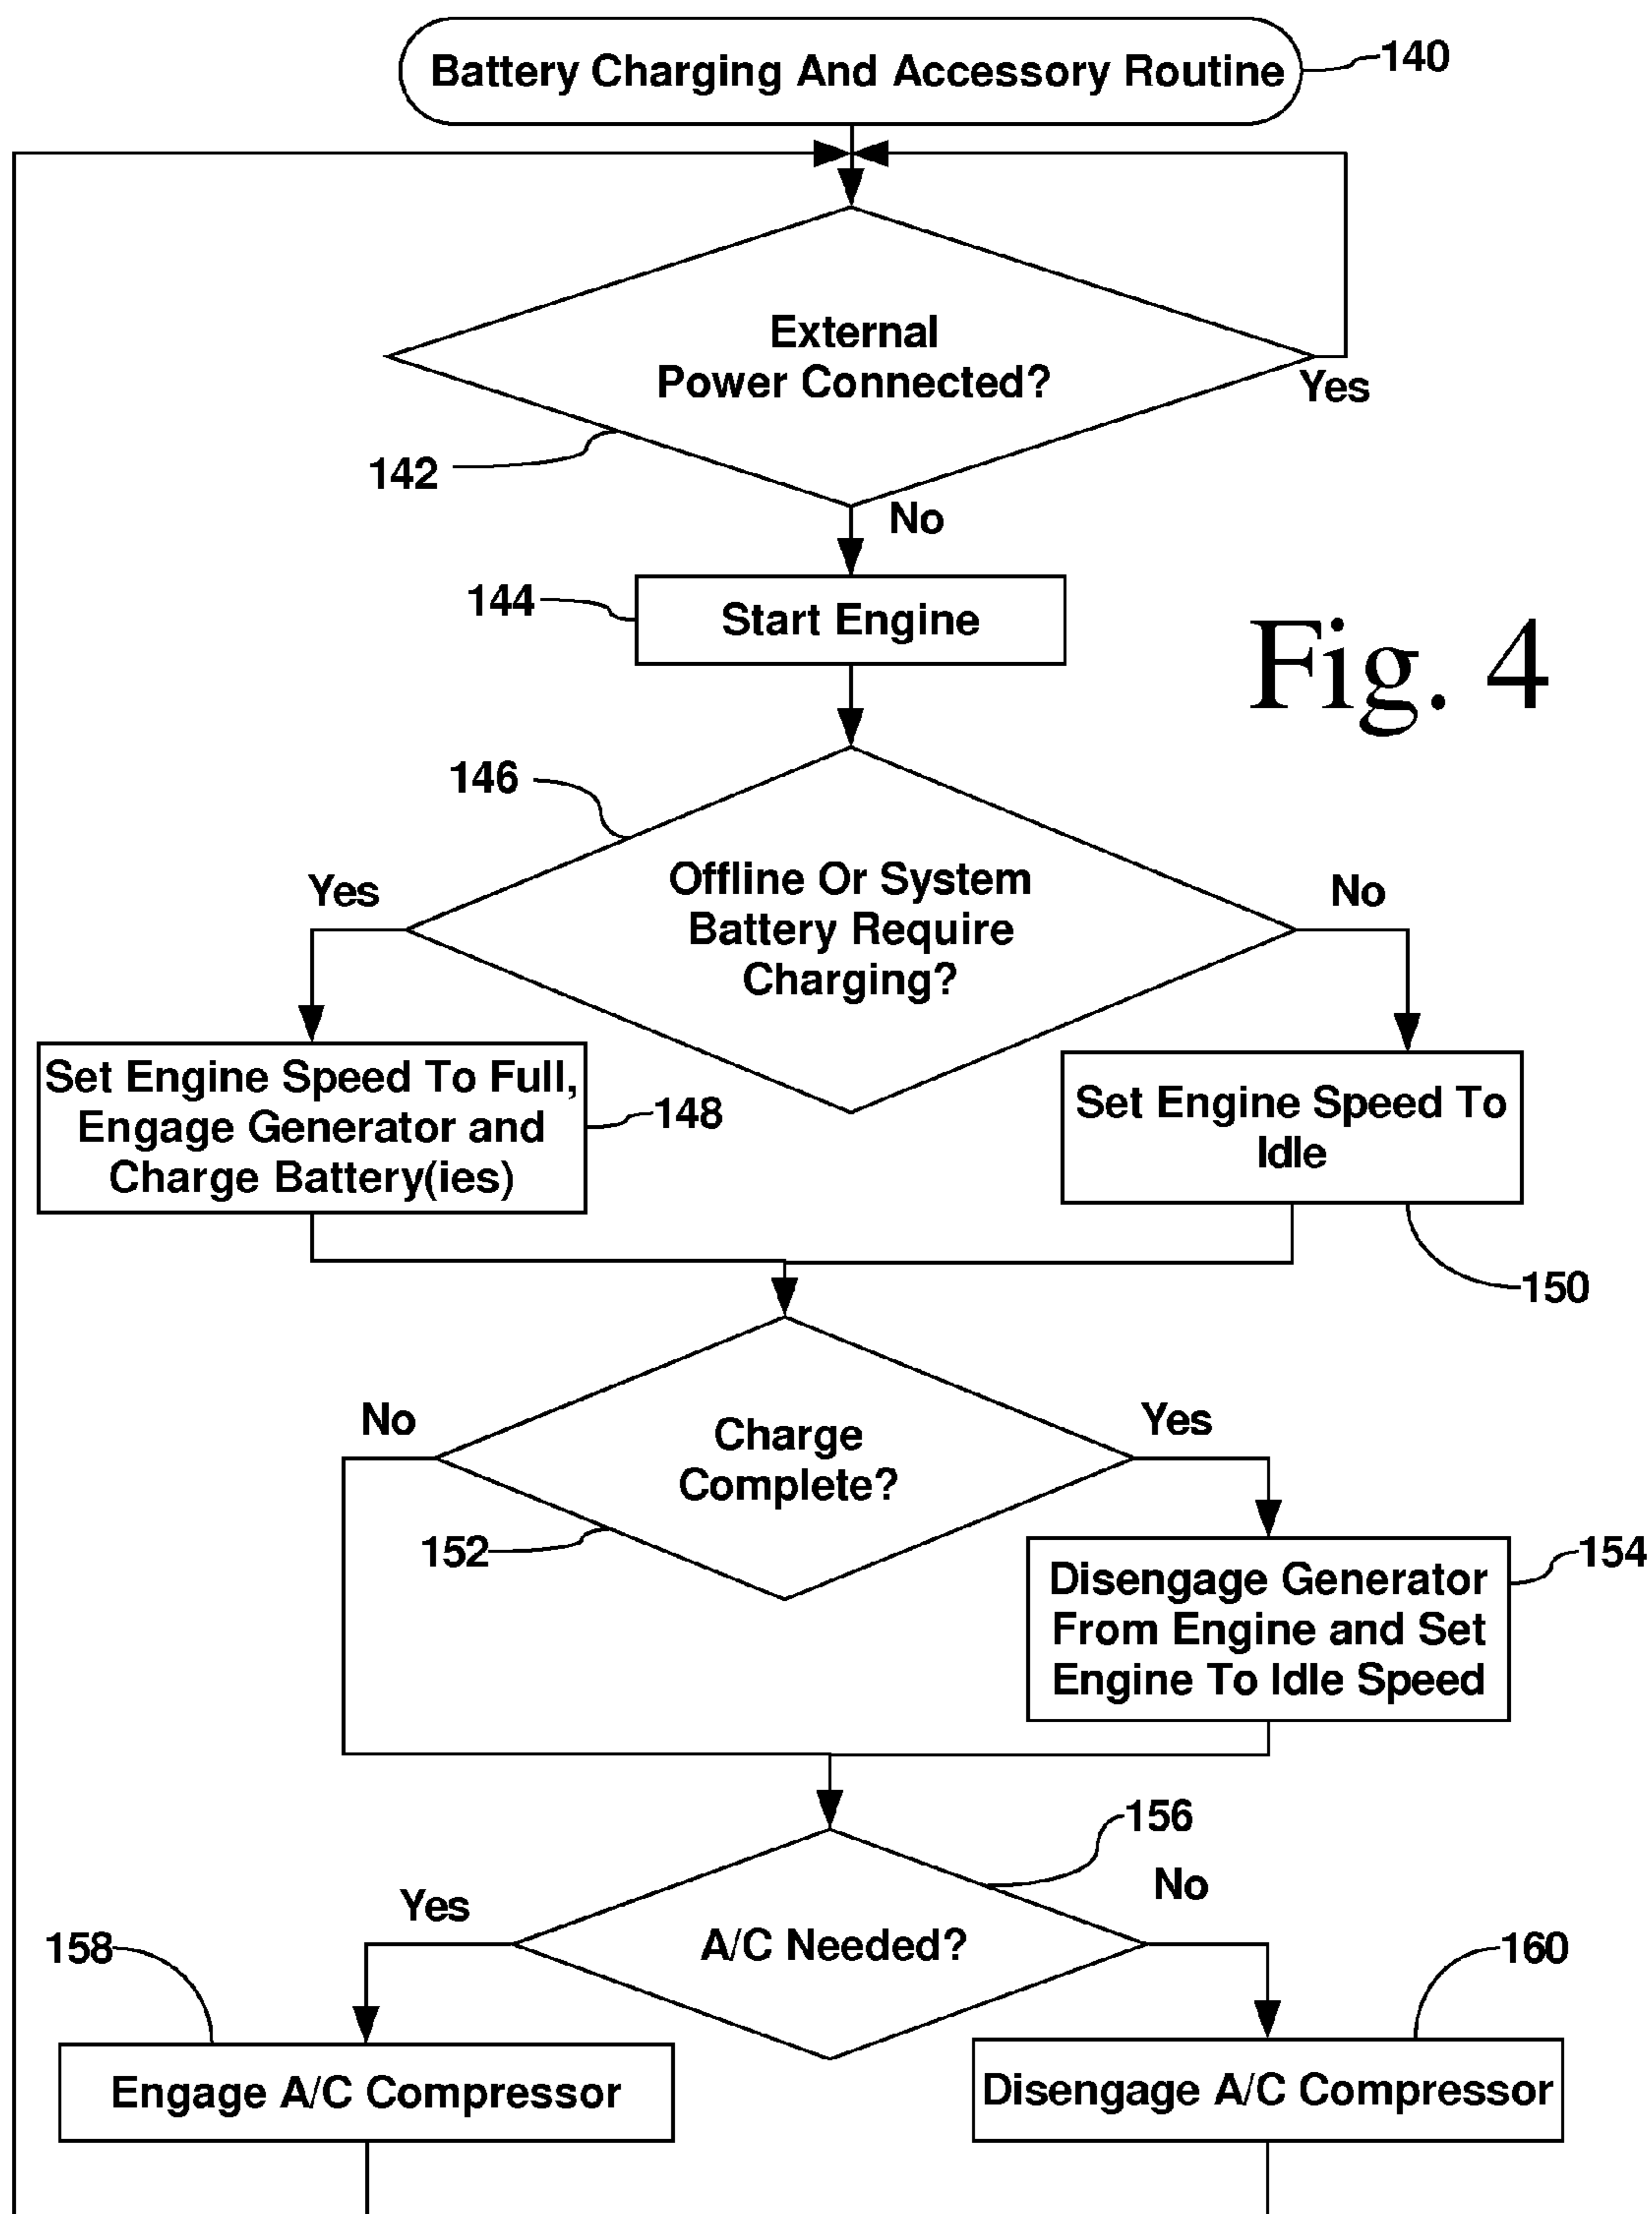 Battery Charging And Accessory Routine
140
External
Power Connected?
Yes
142
No
144
Start Engine
Fig. 4
146
Offline Or System
Battery Require
Charging?
Yes
No
Set Engine Speed To Full,
Engage Generator and
Charge Battery(ies)
148
Set Engine Speed To
Idle
150
No
Charge
Complete?
Yes
152
154
Disengage Generator
From Engine and Set
Engine To Idle Speed
156
Yes
No
A/C Needed?
158
160
Engage A/C Compressor
Disengage A/C Compressor